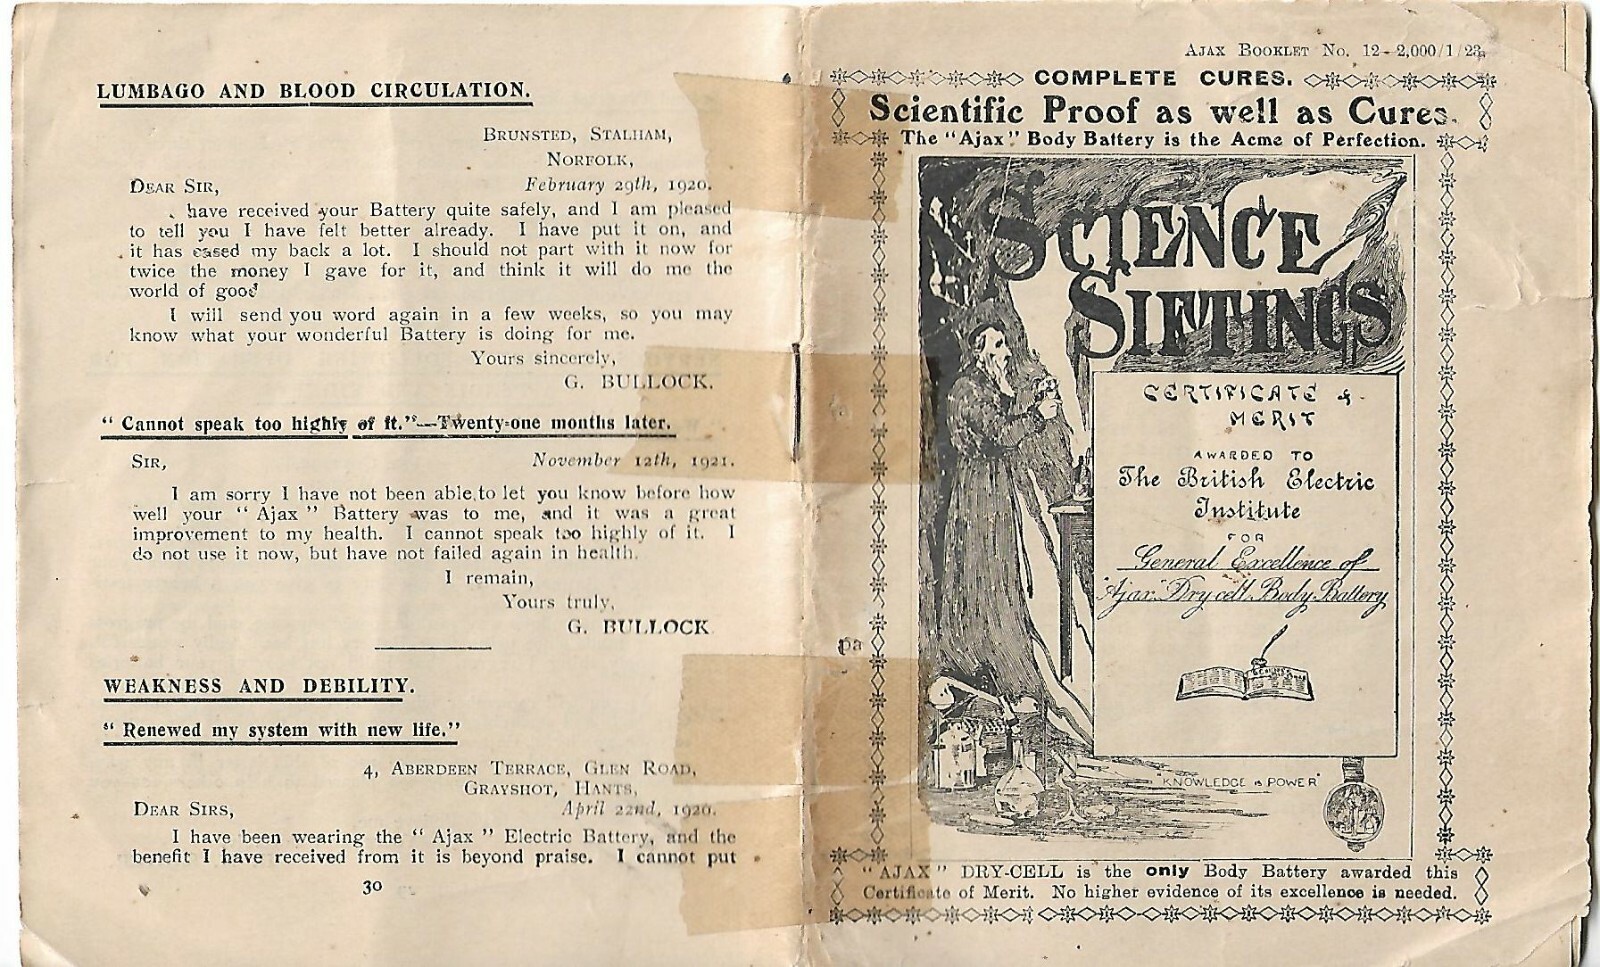 LUMBAGO AND BLOOD CIRCULATION.
BRUNSTED, STALHAM,
NORFOLK,
DEAR SIR, February 29th, 1920.
have received your Battery quite safely, and I am pleased
to tell you I have felt better already. I have put it on, and
it has eased my back a lot. I should not part with it now for
twice the money I gave for it, and think it will do me the
world of good
I will send you word again in a few weeks, so you may
know what your wonderful Battery is doing for me.
Yours sincerely,
G. BULLOCK.
"Cannot speak too highly of it."—Twenty-one months later.
SIR, November 12th, 1921.
I am sorry I have not been able to let you know before how
well your "Ajax" Battery was to me, and it was a great
improvement to my health. I cannot speak too highly of it. I
do not use it now, but have not failed again in health.
I remain,
Yours truly,
G. BULLOCK
WEAKNESS AND DEBILITY.
"Renewed my system with new life."
4, ABERDEEN TERRACE, GLEN ROAD,
GRAYSHOT, HANTS,
DEAR SIRS, April 22nd, 1920.
I have been wearing the "Ajax" Electric Battery, and the
benefit I have received from it is beyond praise. I cannot put
30
AJAX BOOKLET No. 12-2,000/1/23
COMPLETE CURES.
Scientific Proof as well as Cures.
The "Ajax" Body Battery is the Acme of Perfection.
SCIENCE
SIFTINGS
CERTIFICATE of
MERIT
AWARDED TO
The British Electric
Institute
FOR
General Excellence of
"Ajax" Dry cell Body Battery
pa
"KNOWLEDGE is POWER"
"AJAX" DRY-CELL is the only Body Battery awarded this
Certificate of Merit. No higher evidence of its excellence is needed.